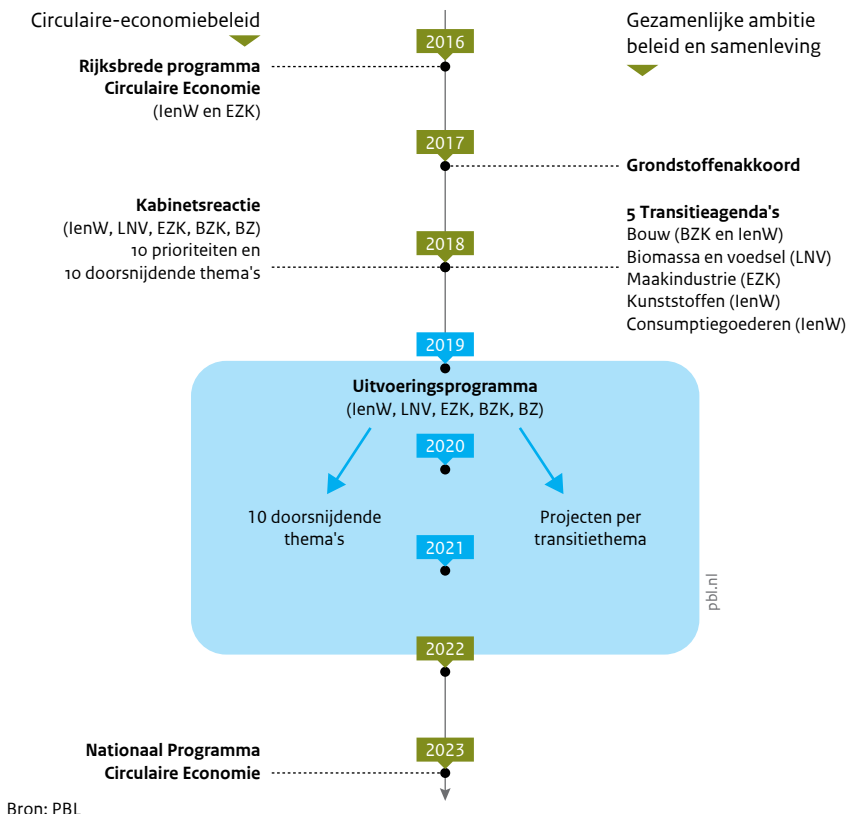 Circulaire-economiebeleid
Gezamenlijke ambitie
beleid en samenleving
2016
Rijksbrede programma
Circulaire Economie
(IenW en EZK)
2017
Grondstoffenakkoord
Kabinetsreactie
(IenW, LNV, EZK, BZK, BZ)
10 prioriteiten en
10 doorsnijdende thema's
2018
5 Transitieagenda's
Bouw (BZK en IenW)
Biomassa en voedsel (LNV)
Maakindustrie (EZK)
Kunststoffen (IenW)
Consumptiegoederen (IenW)
2019
Uitvoeringsprogramma
(IenW, LNV, EZK, BZK, BZ)
2020
10 doorsnijdende
thema's
Projecten per
transitiethema
2021
pbl.nl
2022
2023
Nationaal Programma
Circulaire Economie
Bron: PBL